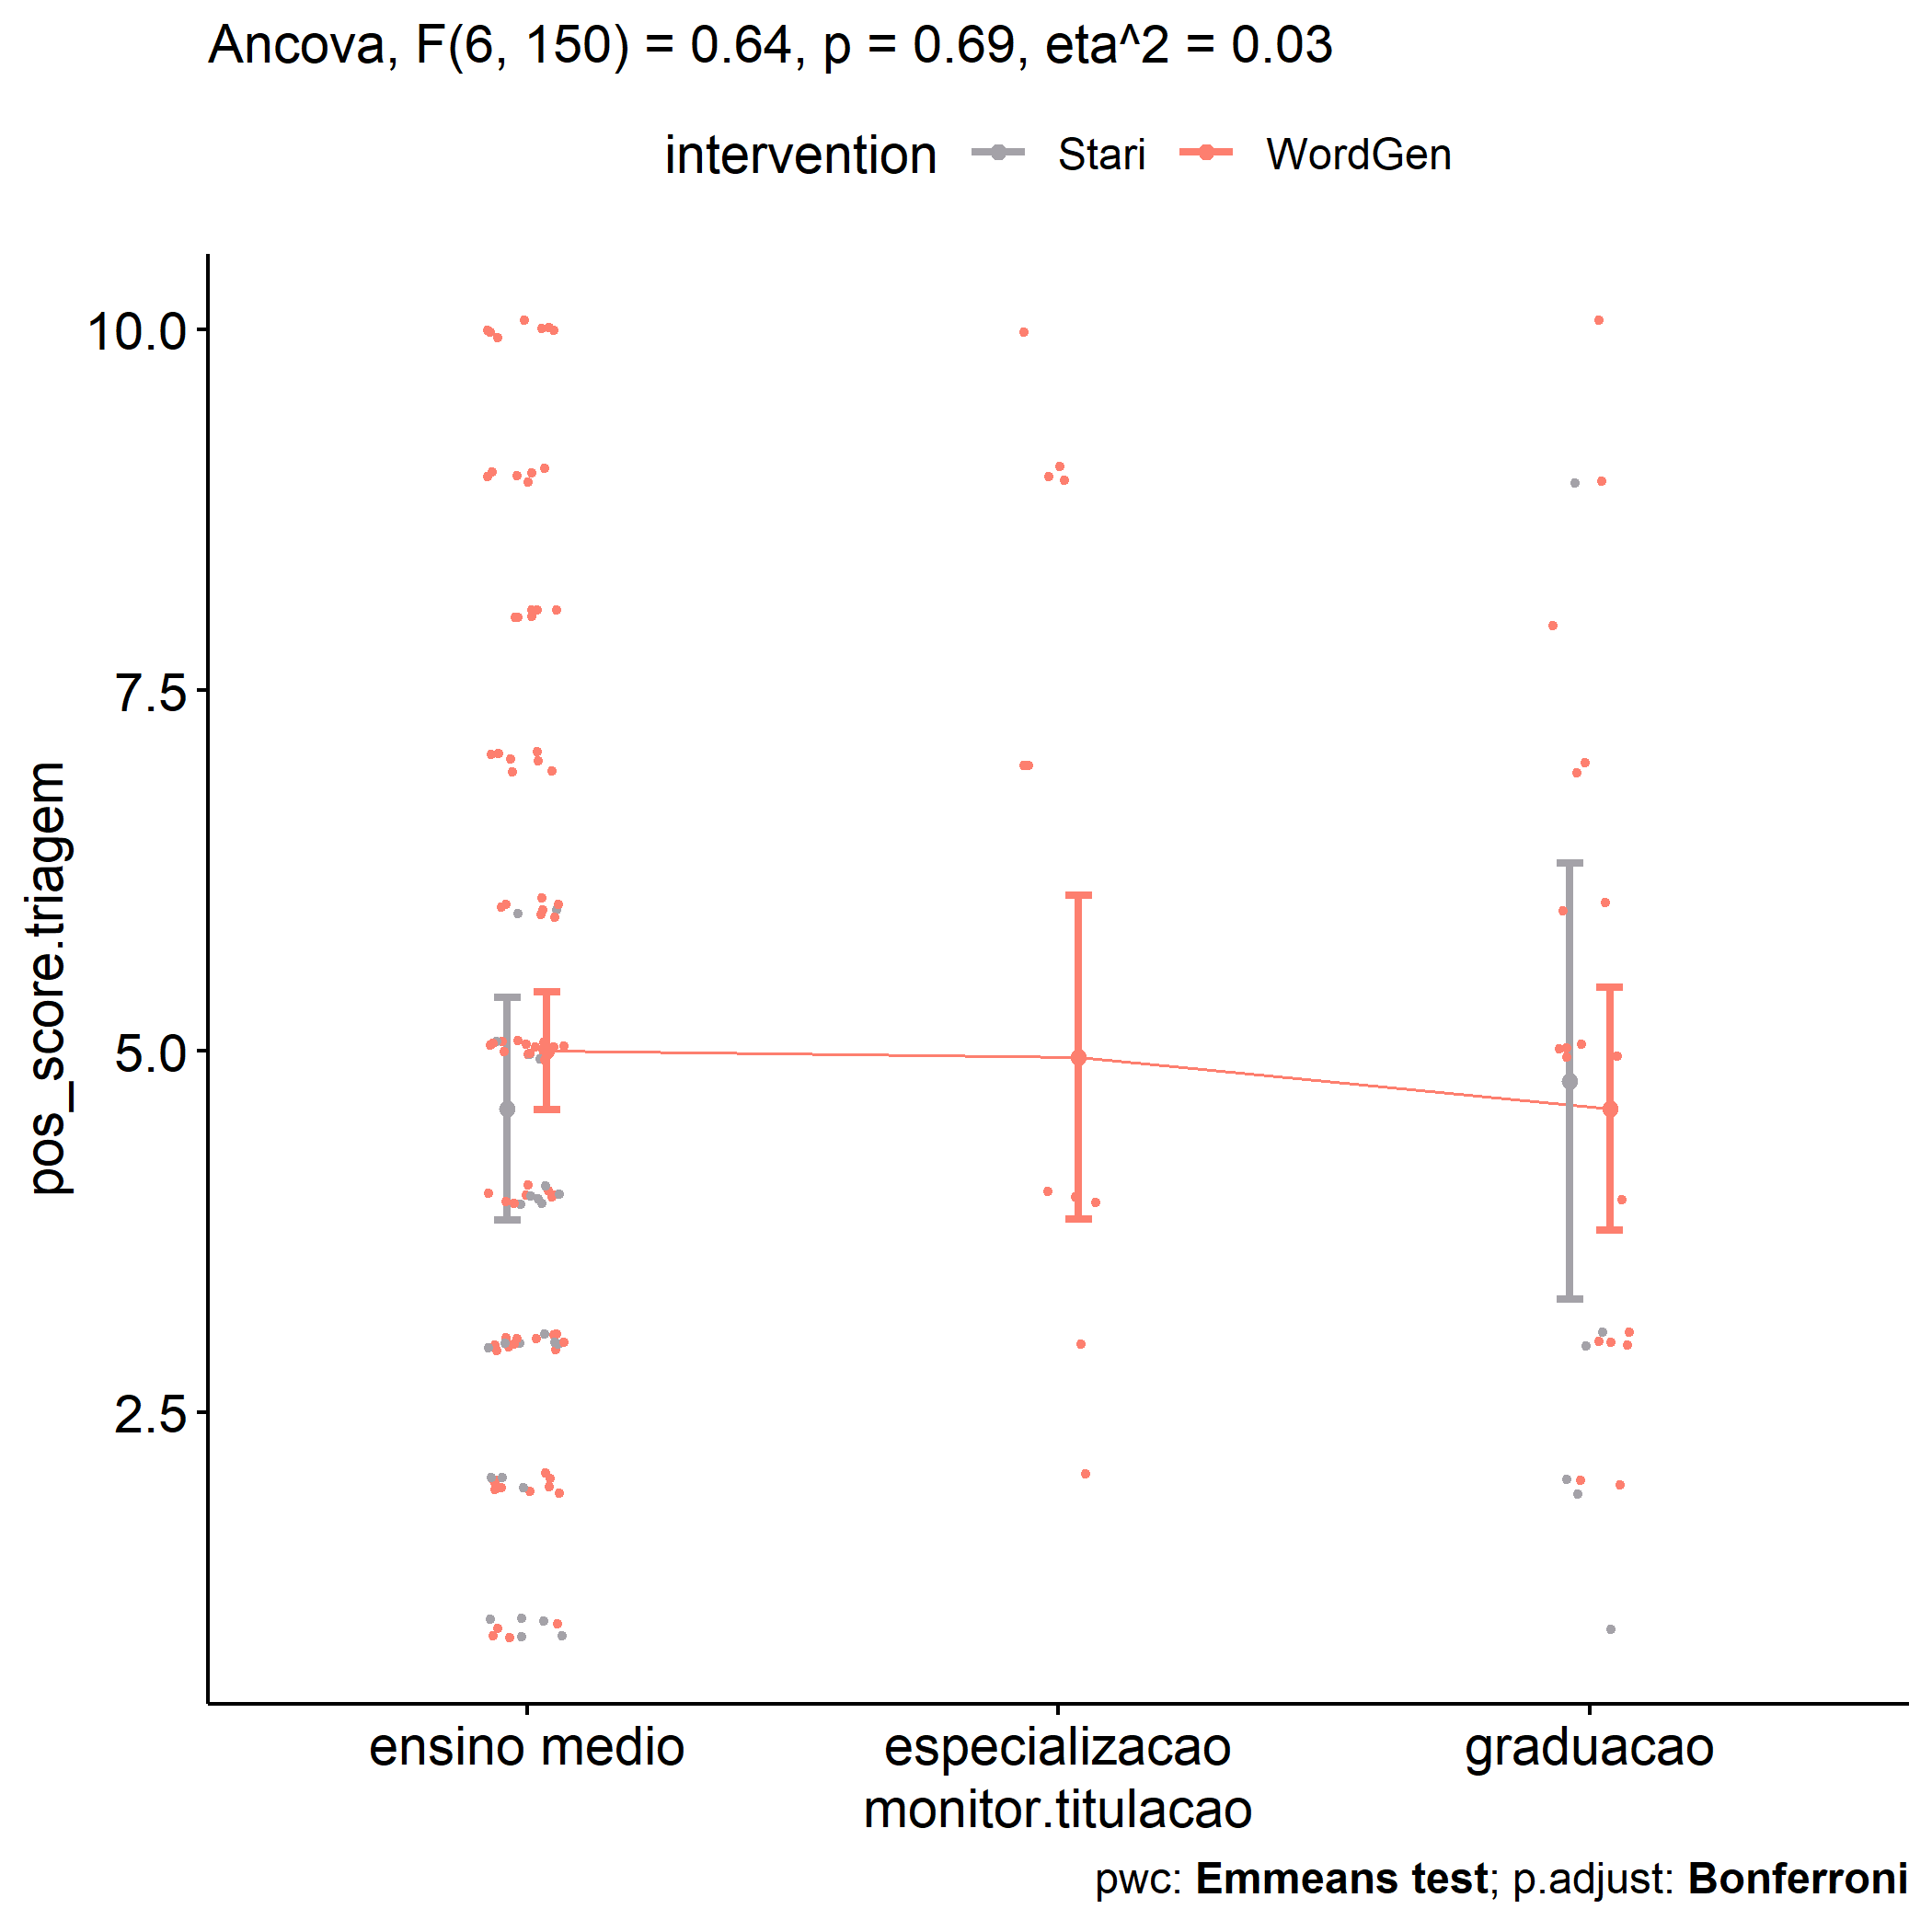 Ancova, F(6, 150) = 0.64, p = 0.69, eta^2 = 0.03
intervention Stari WordGen
10.0
7.5
5.0
2.5
pos_score.triagem
ensino medio especializacao graduacao
monitor.titulacao
pwc: Emmeans test; p.adjust: Bonferroni